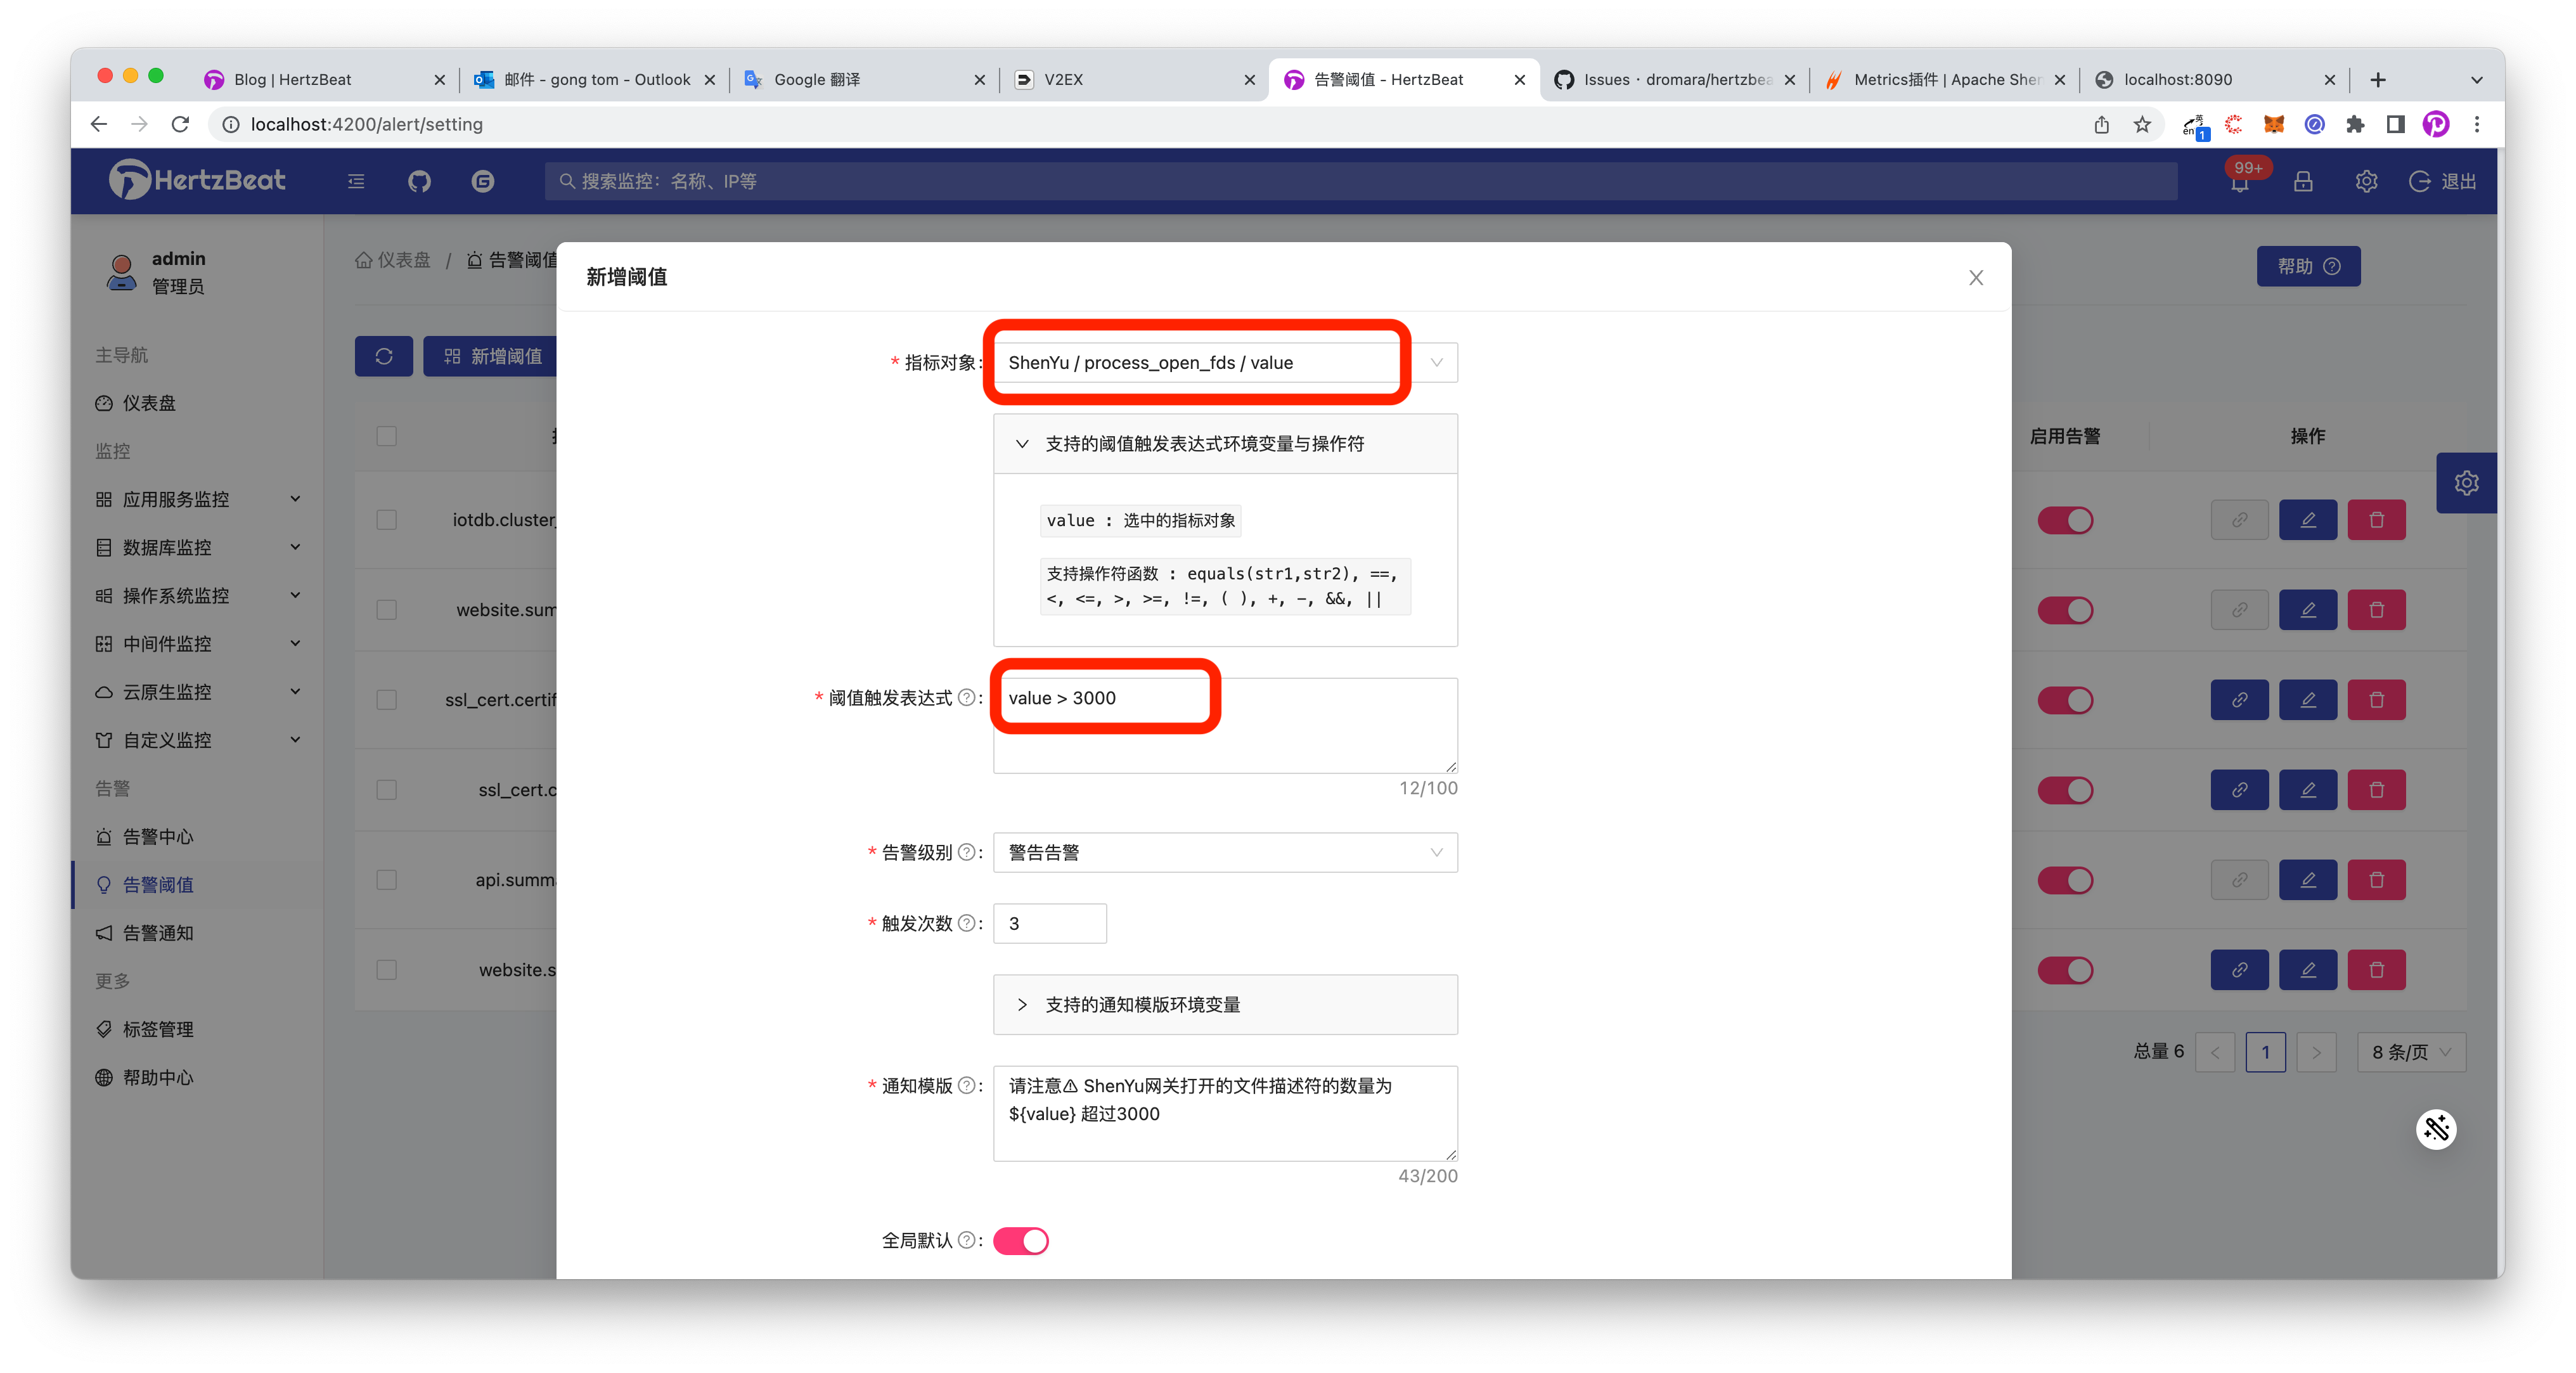 Blog | HertzBeat
邮件 - gong tom - Outlook
Google 翻译
V2EX
告警阈值 - HertzBeat
Issues · dromara/hertzbea
Metrics插件 | Apache Shen
localhost:8090
localhost:4200/alert/setting
HertzBeat
搜索监控：名称、IP等
99+
退出
admin
管理员
主导航
仪表盘
监控
应用服务监控
数据库监控
操作系统监控
中间件监控
云原生监控
自定义监控
告警
告警中心
告警阈值
告警通知
更多
标签管理
帮助中心
仪表盘 / 告警阈值
帮助
新增阈值
启用告警
操作
iotdb.cluster_
website.sum
ssl_cert.certif
ssl_cert.c
api.summ
website.s
总量 6
1
8 条/页
新增阈值
* 指标对象:
ShenYu / process_open_fds / value
支持的阈值触发表达式环境变量与操作符
value : 选中的指标对象
支持操作符函数 : equals(str1,str2), ==,
<, <=, >, >=, !=, ( ), +, -, &&, ||
* 阈值触发表达式 :
value > 3000
12/100
* 告警级别 :
警告告警
* 触发次数 :
3
支持的通知模版环境变量
* 通知模版 :
请注意⚠ ShenYu网关打开的文件描述符的数量为
${value} 超过3000
43/200
全局默认 :